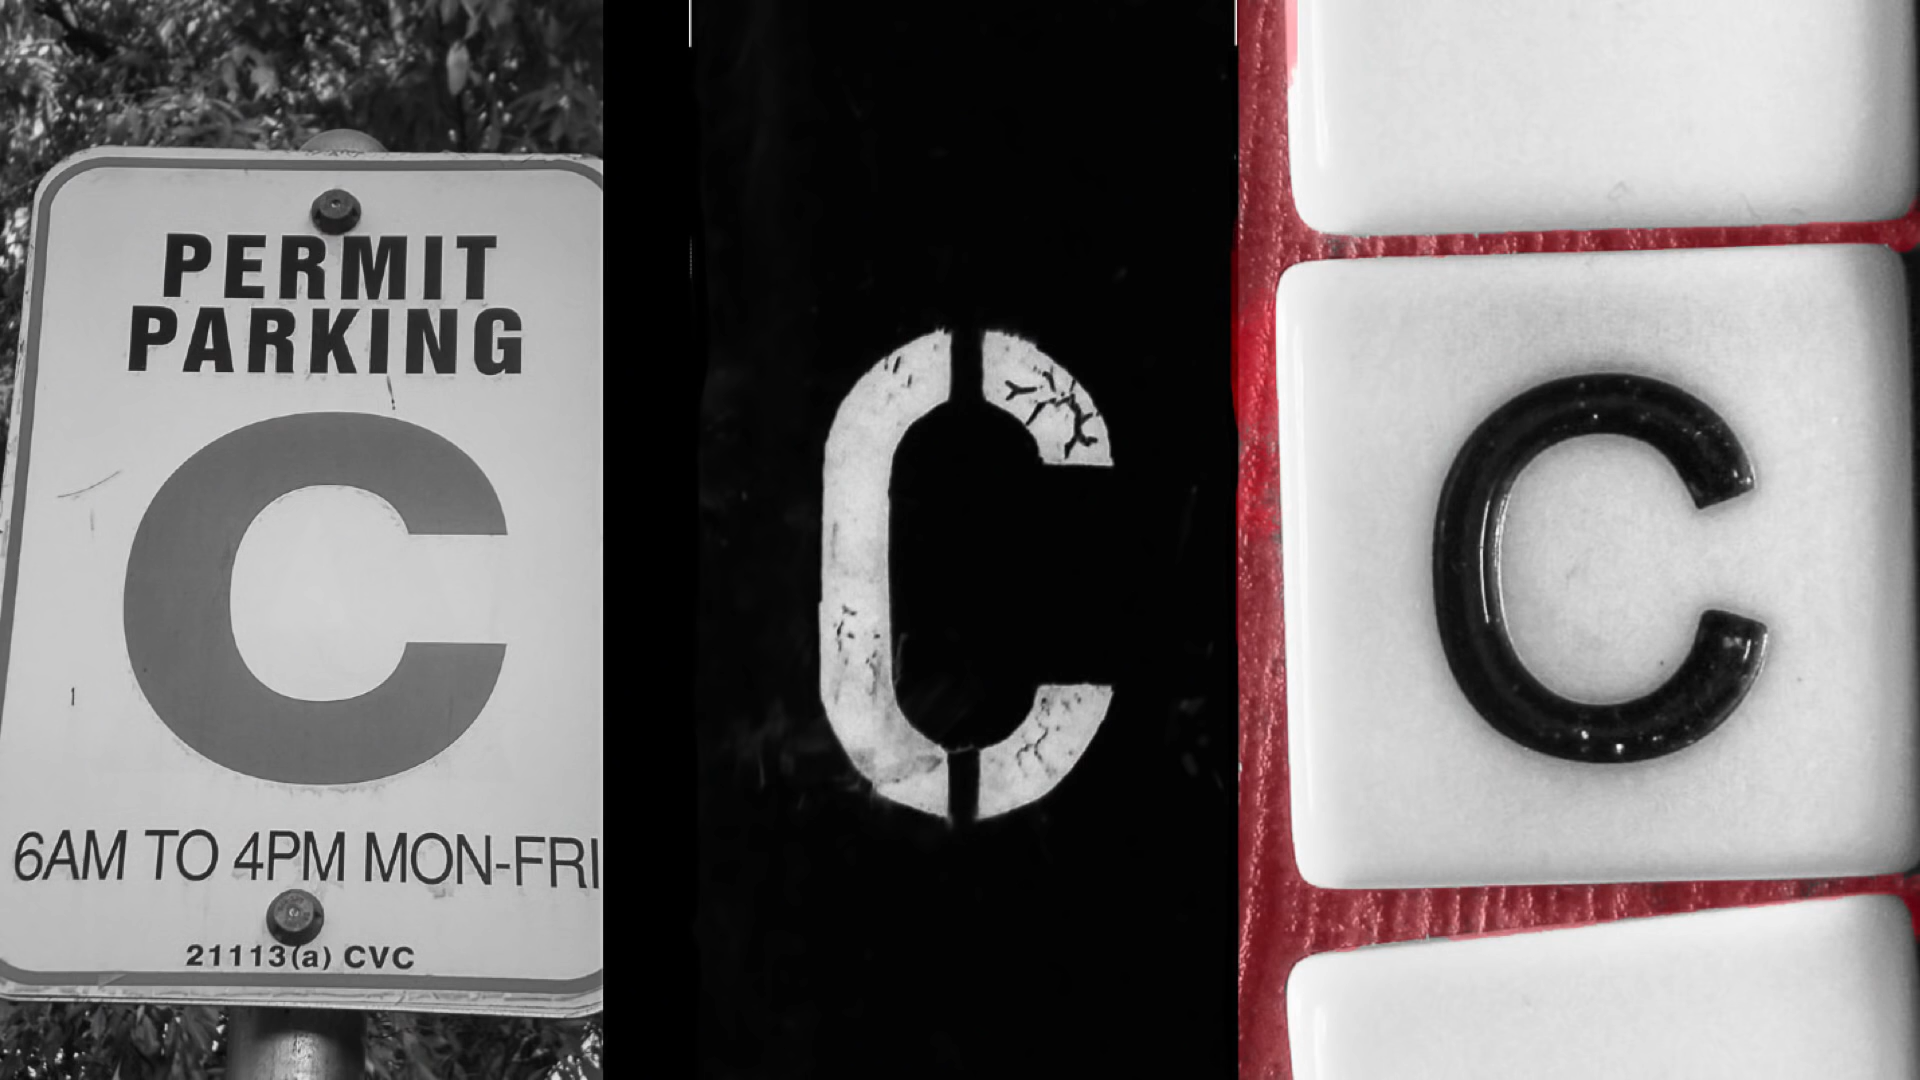 PERMIT
PARKING
C
6AM TO 4PM MON-FRI
21113(a) CVC
C
C